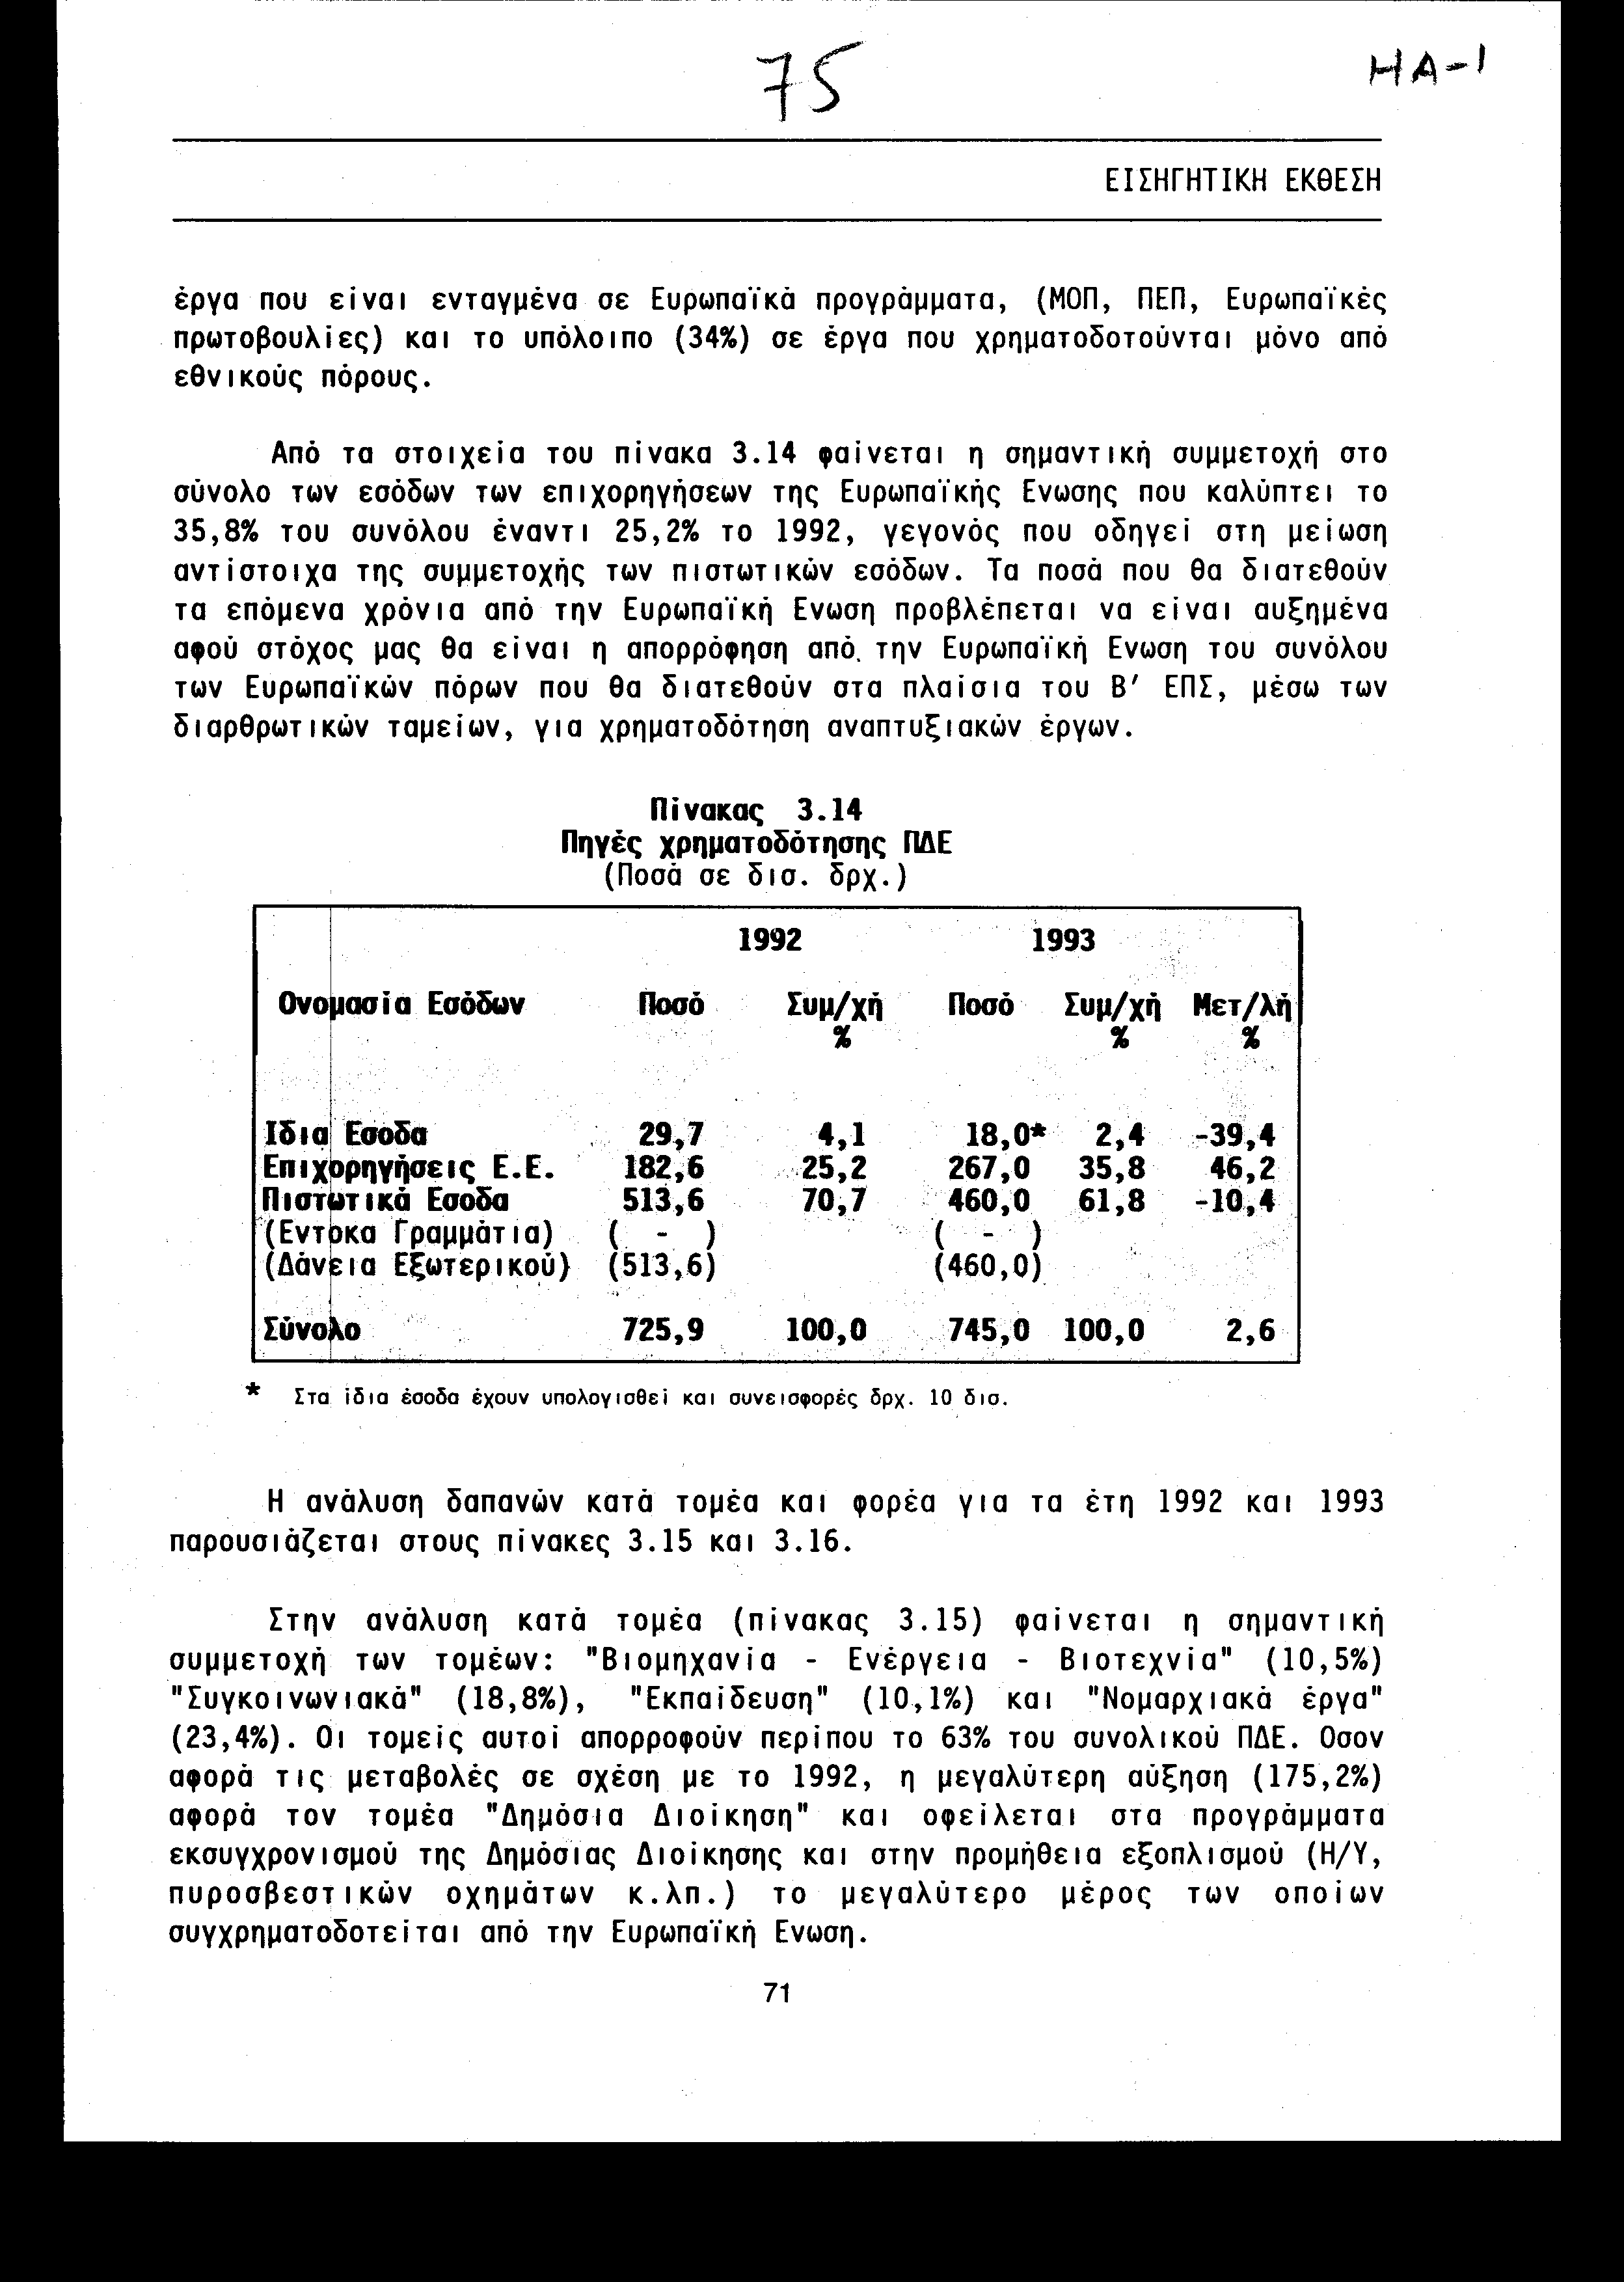 75
HA-1
ΕΙΣΗΓΗΤΙΚΗ ΕΚΘΕΣΗ
έργα που είναι ενταγμένα σε Ευρωπαϊκά προγράμματα, (ΜΟΠ, ΠΕΠ, Ευρωπαϊκές
πρωτοβουλίες) και το υπόλοιπο (34%) σε έργα που χρηματοδοτούνται μόνο από
εθνικούς πόρους.
Από τα στοιχεία του πίνακα 3.14 φαίνεται η σημαντική συμμετοχή στο
σύνολο των εσόδων των επιχορηγήσεων της Ευρωπαϊκής Ενωσης που καλύπτει το
35,8% του συνόλου έναντι 25,2% το 1992, γεγονός που οδηγεί στη μείωση
αντίστοιχα της συμμετοχής των πιστωτικών εσόδων. Τα ποσά που θα διατεθούν
τα επόμενα χρόνια από την Ευρωπαϊκή Ενωση προβλέπεται να είναι αυξημένα
αφού στόχος μας θα είναι η απορρόφηση από. την Ευρωπαϊκή Ενωση του συνόλου
των Ευρωπαϊκών πόρων που θα διατεθούν στα πλαίσια του Β' ΕΠΣ, μέσω των
διαρθρωτικών ταμείων, για χρηματοδότηση αναπτυξιακών έργων.
Πίνακας 3.14
Πηγές χρηματοδότησης ΠΔΕ
(Ποσά σε δισ. δρχ.)
1992 1993
Ονομασία Εσόδων Ποσό Συμ/χή Ποσό Συμ/χή Μετ/λή
% % %
Ιδια Εσοδα 29,7 4,1 18,0* 2,4 -39,4
Επιχορηγήσεις Ε.Ε. 182,6 25,2 267,0 35,8 46,2
Πιστωτικά Εσοδα 513,6 70,7 460,0 61,8 -10,4
(Εντοκα Γραμμάτια) ( - ) ( - )
(Δάνεια Εξωτερικού) (513,6) (460,0)
Σύνολο 725,9 100,0 745,0 100,0 2,6
* Στα ίδια έσοδα έχουν υπολογισθεί και συνεισφορές δρχ. 10 δισ.
Η ανάλυση δαπανών κατά τομέα και φορέα για τα έτη 1992 και 1993
παρουσιάζεται στους πίνακες 3.15 και 3.16.
Στην ανάλυση κατά τομέα (πίνακας 3.15) φαίνεται η σημαντική
συμμετοχή των τομέων: "Βιομηχανία - Ενέργεια - Βιοτεχνία" (10,5%)
"Συγκοινωνιακά" (18,8%), "Εκπαίδευση" (10,1%) και "Νομαρχιακά έργα"
(23,4%). Οι τομείς αυτοί απορροφούν περίπου το 63% του συνολικού ΠΔΕ. Οσον
αφορά τις μεταβολές σε σχέση με το 1992, η μεγαλύτερη αύξηση (175,2%)
αφορά τον τομέα "Δημόσια Διοίκηση" και οφείλεται στα προγράμματα
εκσυγχρονισμού της Δημόσιας Διοίκησης και στην προμήθεια εξοπλισμού (Η/Υ,
πυροσβεστικών οχημάτων κ.λπ.) το μεγαλύτερο μέρος των οποίων
συγχρηματοδοτείται από την Ευρωπαϊκή Ενωση.
71